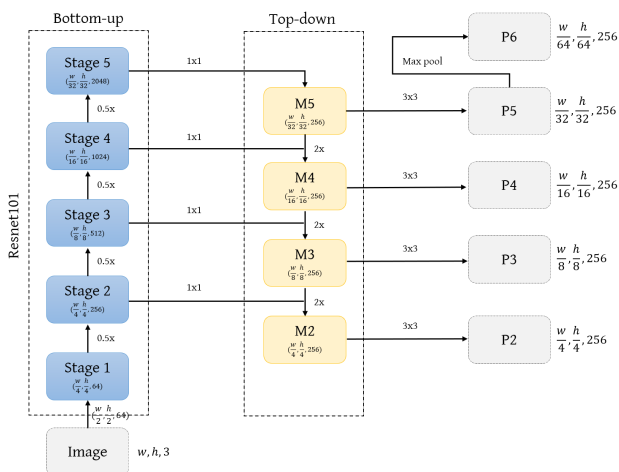 Bottom-up
Top-down
P6
w/64, h/64, 256
Max pool
Stage 5
(w/32, h/32, 2048)
1x1
M5
(w/32, h/32, 256)
3x3
P5
w/32, h/32, 256
0.5x
2x
Stage 4
(w/16, h/16, 1024)
1x1
M4
(w/16, h/16, 256)
3x3
P4
w/16, h/16, 256
0.5x
2x
Resnet101
Stage 3
(w/8, h/8, 512)
1x1
M3
(w/8, h/8, 256)
3x3
P3
w/8, h/8, 256
0.5x
2x
Stage 2
(w/4, h/4, 256)
1x1
M2
(w/4, h/4, 256)
3x3
P2
w/4, h/4, 256
0.5x
Stage 1
(w/4, h/4, 64)
(w/2, h/2, 64)
Image
w, h, 3